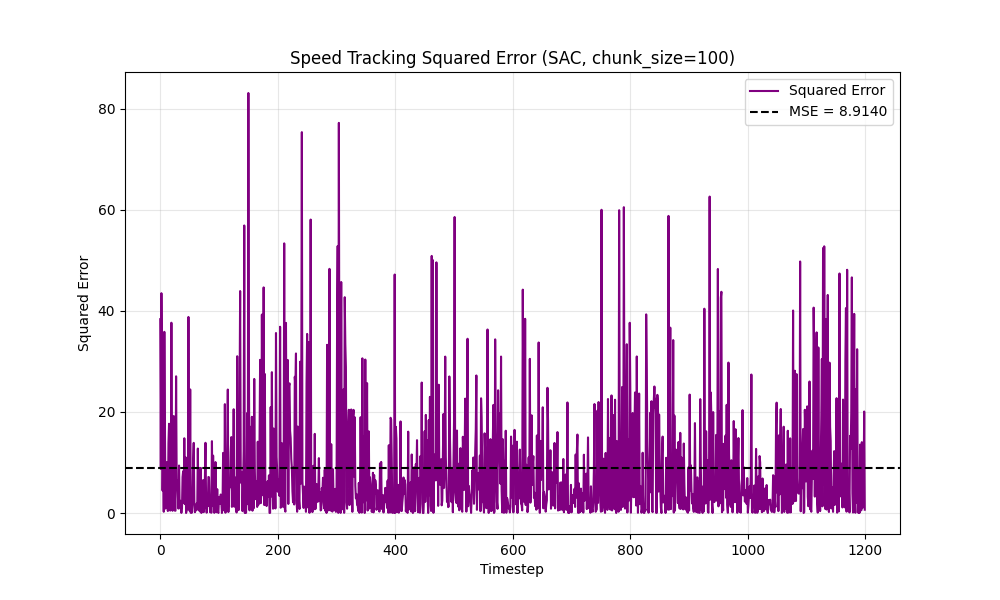 Speed Tracking Squared Error (SAC, chunk_size=100)
Squared Error
MSE = 8.9140
Squared Error
80
60
40
20
0
0 200 400 600 800 1000 1200
Timestep